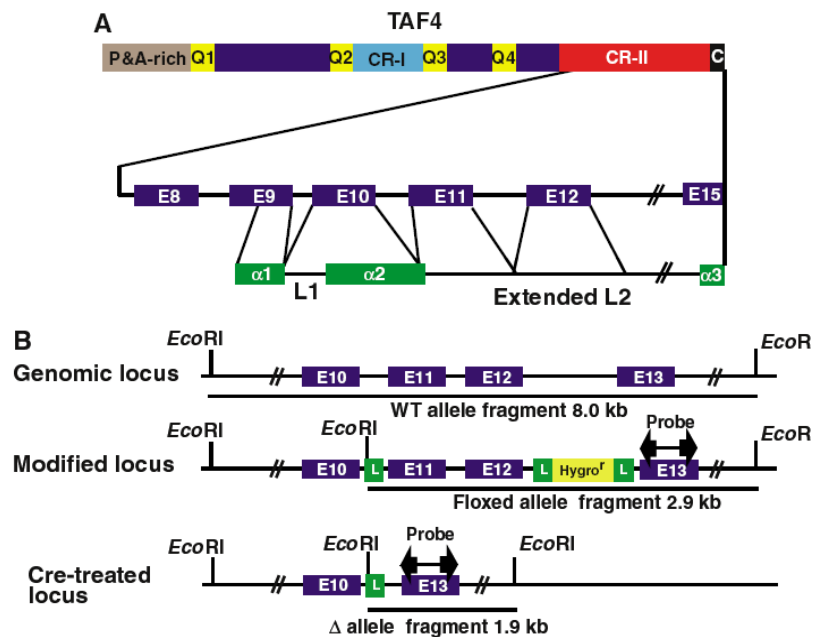 A
TAF4
P&A-rich Q1 Q2 CR-I Q3 Q4 CR-II C
E8 E9 E10 E11 E12 E15
α1 α2 α3
L1 Extended L2
B
EcoRI EcoR
Genomic locus E10 E11 E12 E13
WT allele fragment 8.0 kb
EcoRI Probe EcoR
EcoRI
Modified locus E10 L E11 E12 L Hygroʳ L E13
Floxed allele fragment 2.9 kb
EcoRI EcoRI Probe EcoRI
Cre-treated
locus
E10 L E13
Δ allele fragment 1.9 kb